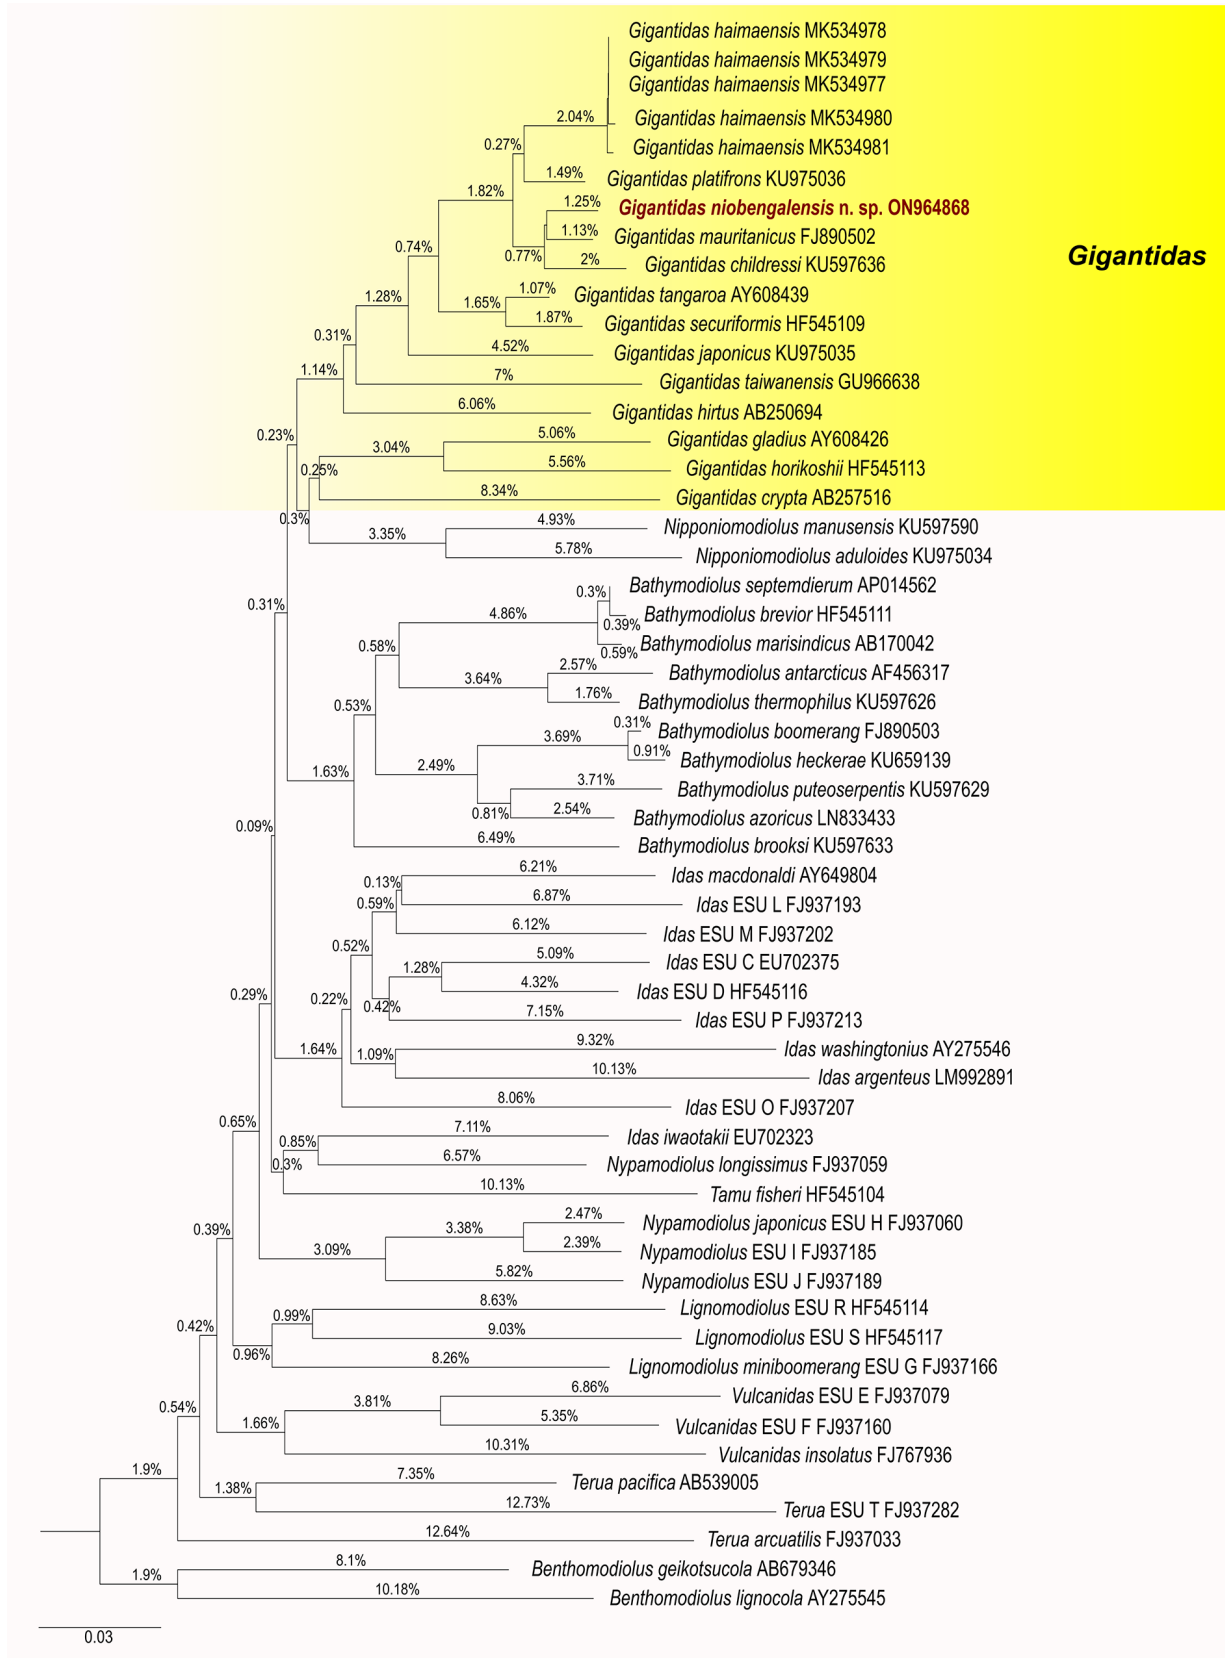 Gigantidas haimaensis MK534978
Gigantidas haimaensis MK534979
Gigantidas haimaensis MK534977
2.04%
Gigantidas haimaensis MK534980
0.27%
Gigantidas haimaensis MK534981
1.49%
Gigantidas platifrons KU975036
1.82%
1.25%
Gigantidas niobengalensis n. sp. ON964868
1.13%
Gigantidas mauritanicus FJ890502
0.74%
0.77%
2%
Gigantidas childressi KU597636
Gigantidas
1.28%
1.65%
1.07%
Gigantidas tangaroa AY608439
1.87%
Gigantidas securiformis HF545109
0.31%
4.52%
Gigantidas japonicus KU975035
1.14%
7%
Gigantidas taiwanensis GU966638
6.06%
Gigantidas hirtus AB250694
0.23%
3.04%
5.06%
Gigantidas gladius AY608426
0.25%
5.56%
Gigantidas horikoshii HF545113
8.34%
Gigantidas crypta AB257516
0.3%
3.35%
4.93%
Nipponiomodiolus manusensis KU597590
5.78%
Nipponiomodiolus aduloides KU975034
0.31%
4.86%
0.3%
Bathymodiolus septemdierum AP014562
0.39%
Bathymodiolus brevior HF545111
0.58%
0.59%
Bathymodiolus marisindicus AB170042
3.64%
2.57%
Bathymodiolus antarcticus AF456317
1.76%
Bathymodiolus thermophilus KU597626
0.53%
3.69%
0.31%
Bathymodiolus boomerang FJ890503
0.91%
Bathymodiolus heckerae KU659139
1.63%
2.49%
3.71%
Bathymodiolus puteoserpentis KU597629
0.81%
2.54%
Bathymodiolus azoricus LN833433
0.09%
6.49%
Bathymodiolus brooksi KU597633
0.13%
6.21%
Idas macdonaldi AY649804
0.59%
6.87%
Idas ESU L FJ937193
6.12%
Idas ESU M FJ937202
0.52%
1.28%
5.09%
Idas ESU C EU702375
4.32%
Idas ESU D HF545116
0.29%
0.22%
0.42%
7.15%
Idas ESU P FJ937213
1.64%
1.09%
9.32%
Idas washingtonius AY275546
10.13%
Idas argenteus LM992891
8.06%
Idas ESU O FJ937207
0.65%
0.85%
7.11%
Idas iwaotakii EU702323
0.3%
6.57%
Nypamodiolus longissimus FJ937059
10.13%
Tamu fisheri HF545104
0.39%
3.09%
3.38%
2.47%
Nypamodiolus japonicus ESU H FJ937060
2.39%
Nypamodiolus ESU I FJ937185
5.82%
Nypamodiolus ESU J FJ937189
0.42%
0.99%
8.63%
Lignomodiolus ESU R HF545114
0.96%
9.03%
Lignomodiolus ESU S HF545117
8.26%
Lignomodiolus miniboomerang ESU G FJ937166
0.54%
1.66%
3.81%
6.86%
Vulcanidas ESU E FJ937079
5.35%
Vulcanidas ESU F FJ937160
10.31%
Vulcanidas insolatus FJ767936
1.9%
1.38%
7.35%
Terua pacifica AB539005
12.73%
Terua ESU T FJ937282
12.64%
Terua arcuatilis FJ937033
1.9%
8.1%
Benthomodiolus geikotsucola AB679346
10.18%
Benthomodiolus lignocola AY275545
0.03